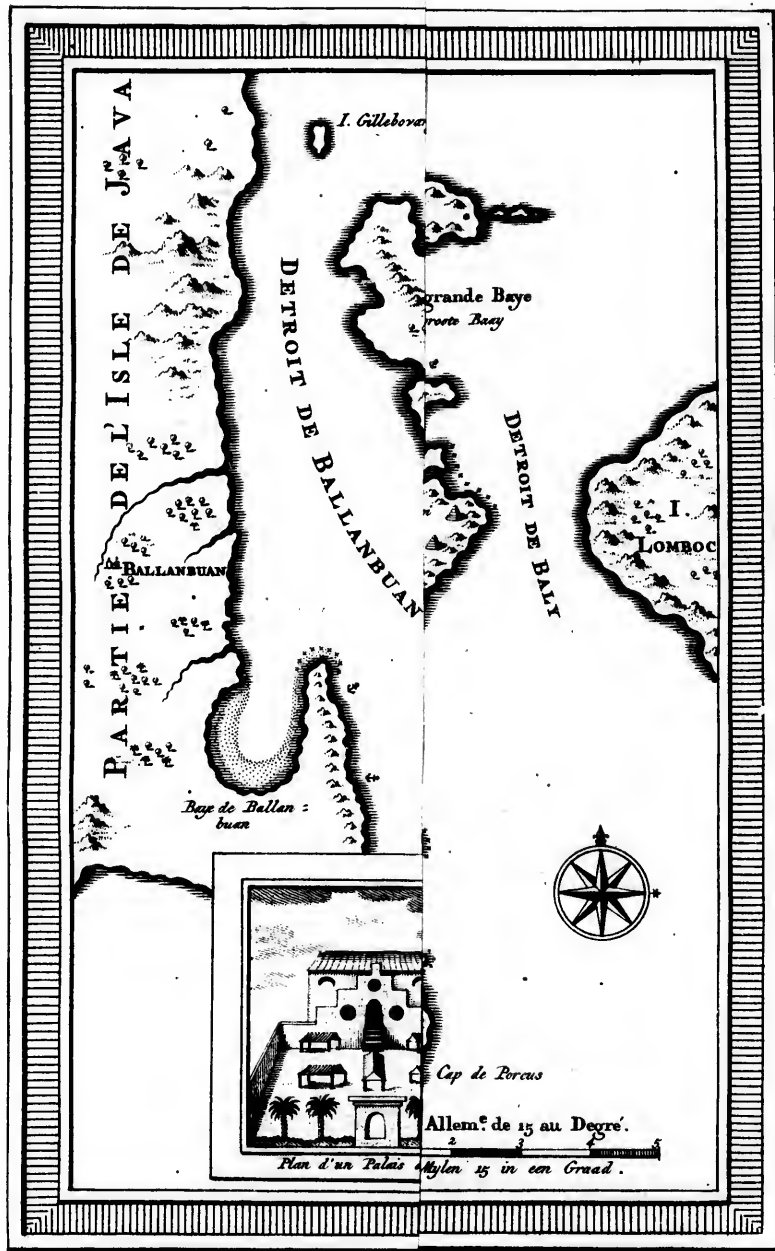 PARTIE DE L'ISLE DE JAVA
I. Gilleboran
DETROIT DE BALLANBUAN
grande Baye
groote Baay
DETROIT DE BALY
I.
LOMBOC
BALLANBUAN
Baye de Ballan =
buan
Cap de Porcus
Allem.e de 15 au Degré.
2 3 4 5
Mylen 15 in een Graad.
Plan d'un Palais